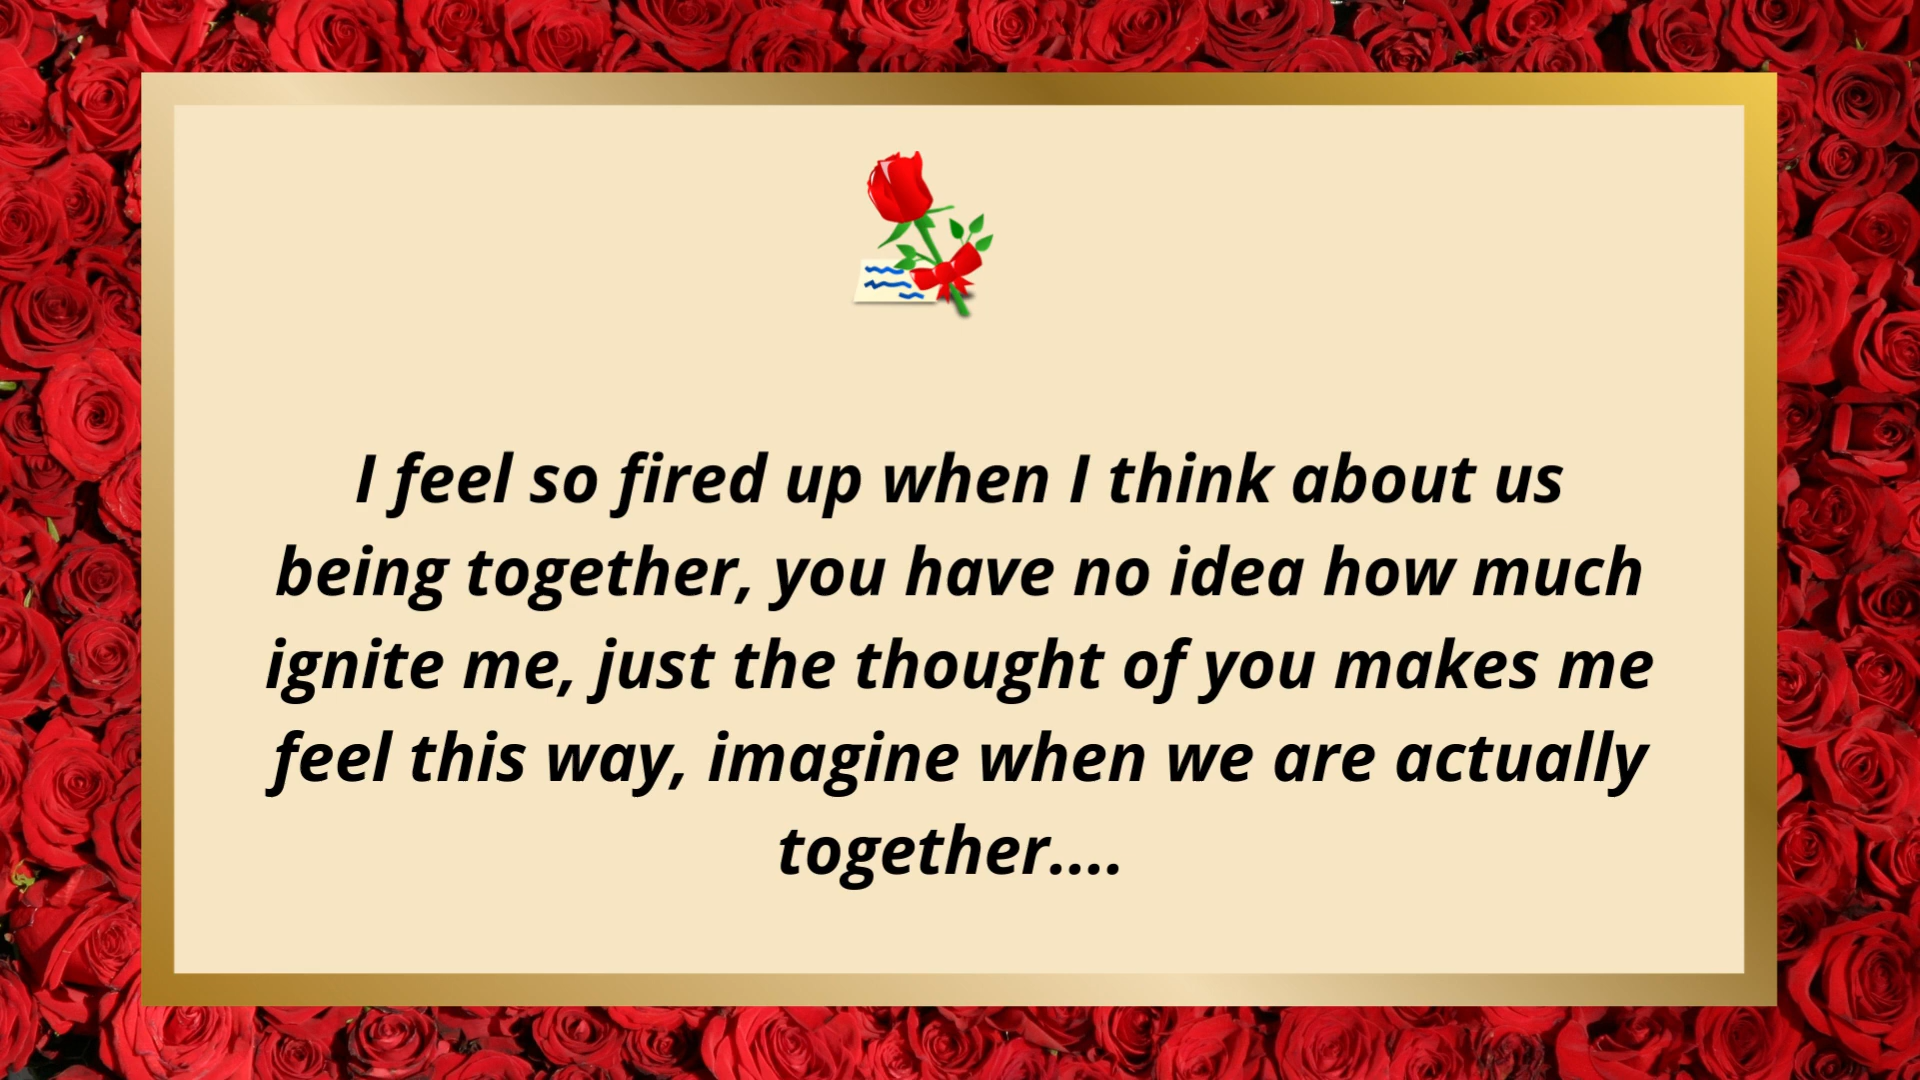 I feel so fired up when I think about us
being together, you have no idea how much
ignite me, just the thought of you makes me
feel this way, imagine when we are actually
together....